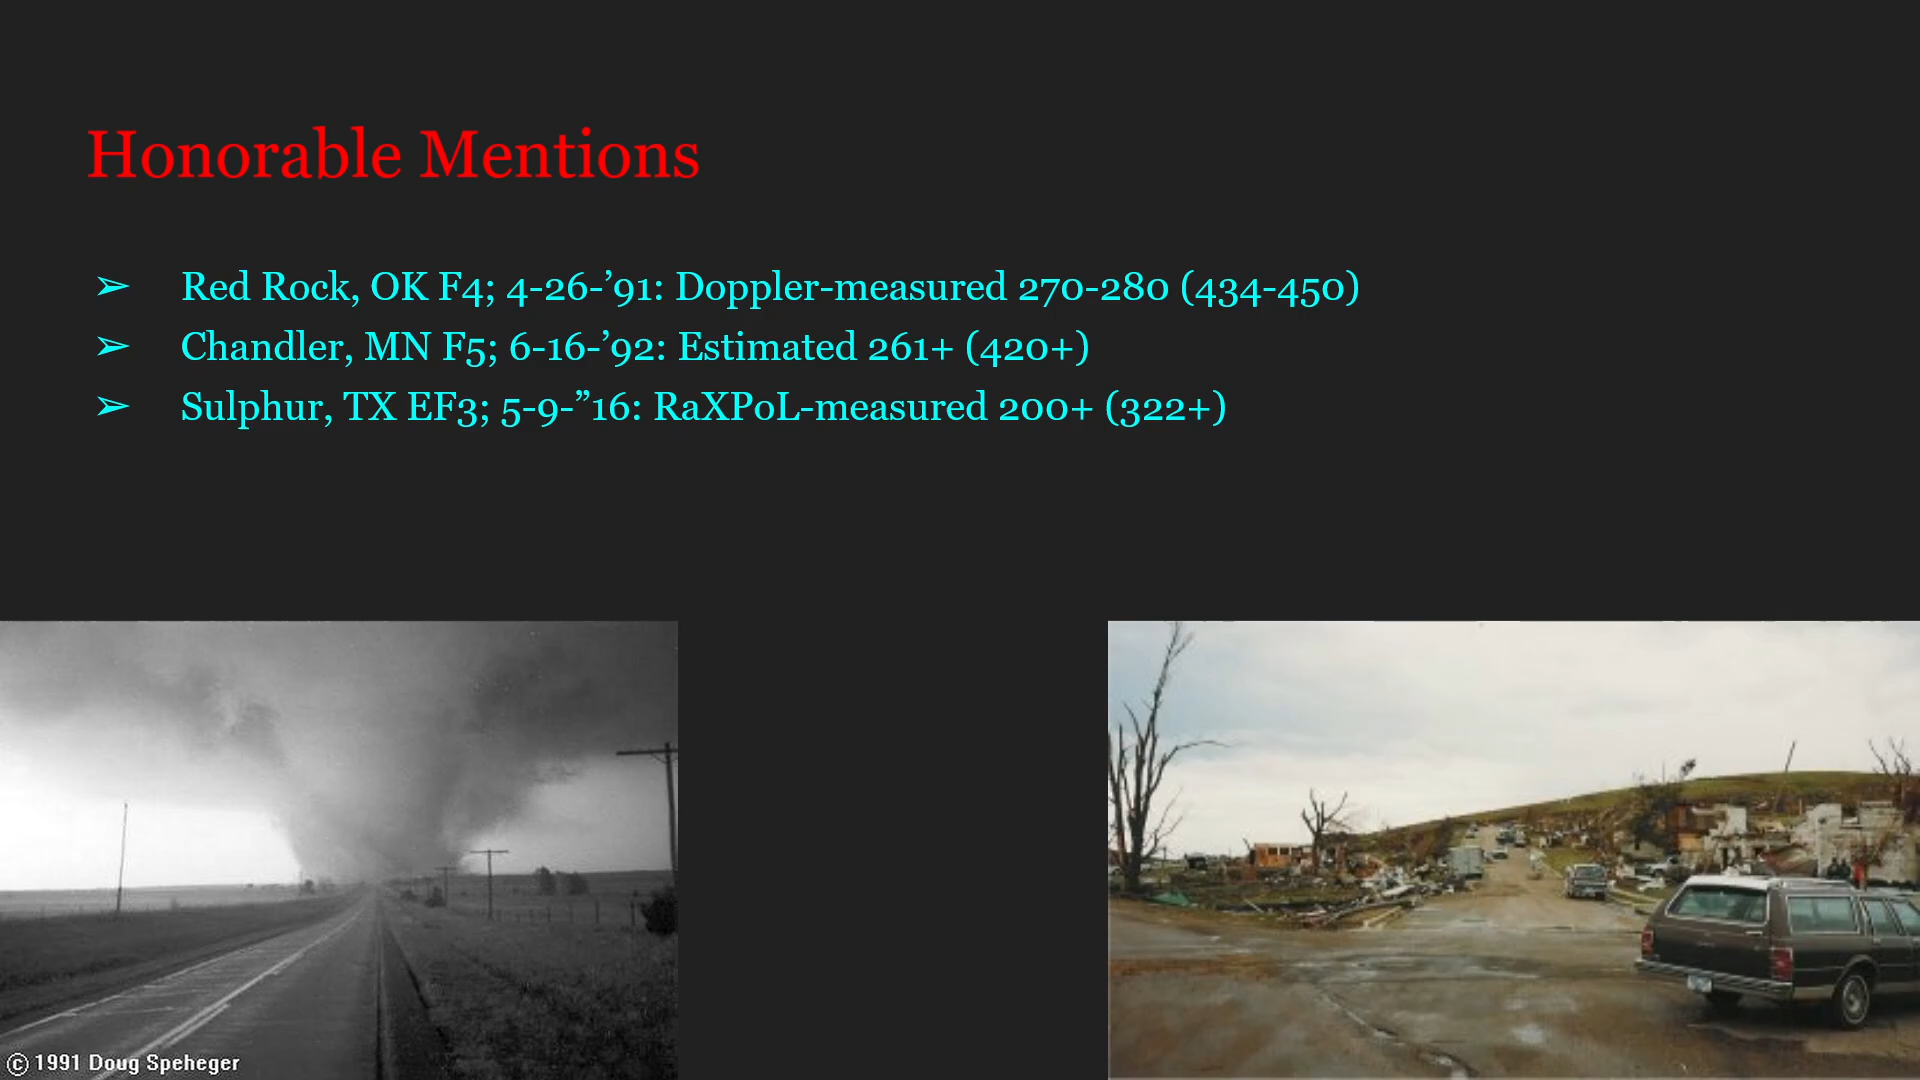 Honorable Mentions
➢ Red Rock, OK F4; 4-26-’91: Doppler-measured 270-280 (434-450)
➢ Chandler, MN F5; 6-16-’92: Estimated 261+ (420+)
➢ Sulphur, TX EF3; 5-9-”16: RaXPoL-measured 200+ (322+)
© 1991 Doug Speheger